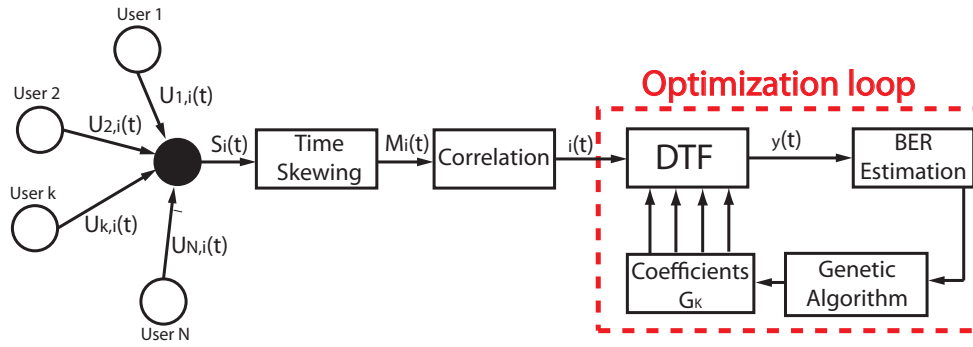 User 1
User 2
User k
User N
U1,i(t)
U2,i(t)
Uk,i(t)
UN,i(t)
Si(t)
Time
Skewing
Mi(t)
Correlation
i(t)
Optimization loop
DTF
y(t)
BER
Estimation
Coefficients
GK
Genetic
Algorithm